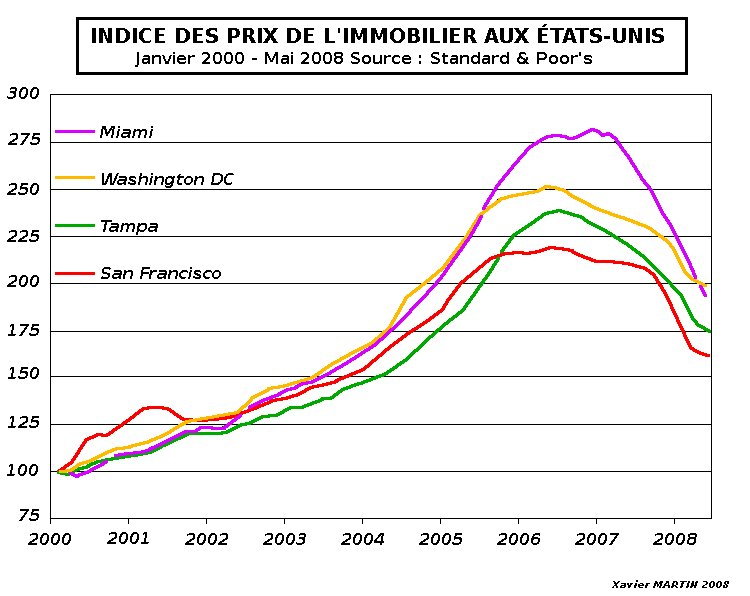 INDICE DES PRIX DE L'IMMOBILIER AUX ÉTATS-UNIS
Janvier 2000 - Mai 2008 Source : Standard & Poor's
300
275
250
225
200
175
150
125
100
75
Miami
Washington DC
Tampa
San Francisco
2000 2001 2002 2003 2004 2005 2006 2007 2008
Xavier MARTIN 2008